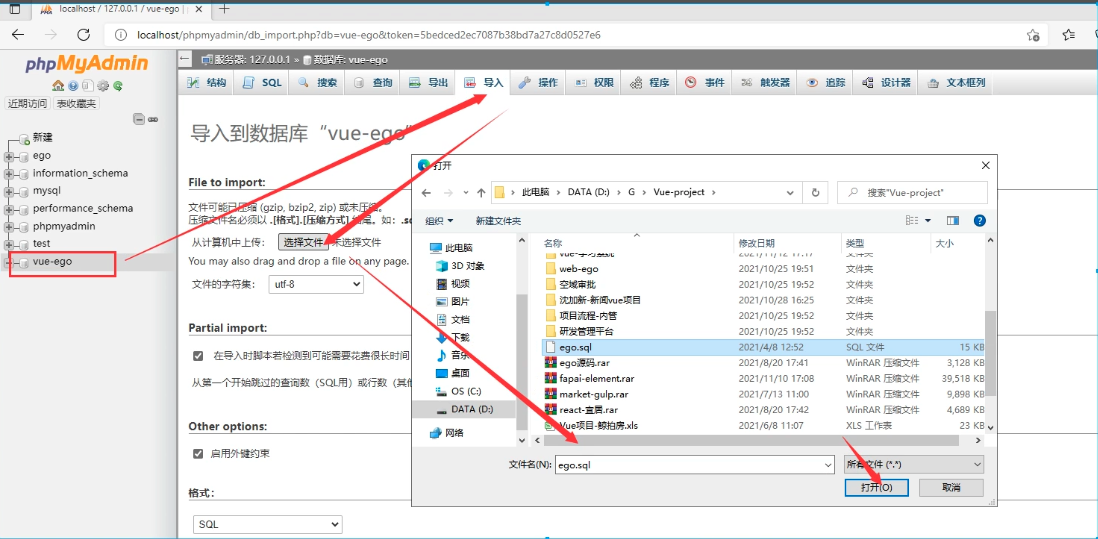 localhost / 127.0.0.1 / vue-ego |
localhost/phpmyadmin/db_import.php?db=vue-ego&token=5bedced2ec7087b38bd7a27c8d0527e6
phpMyAdmin
近期访问 表收藏夹
新建
ego
information_schema
mysql
performance_schema
phpmyadmin
test
vue-ego
服务器: 127.0.0.1 » 数据库: vue-ego
结构 SQL 搜索 查询 导出 导入 操作 权限 程序 事件 触发器 追踪 设计器 文本框列
导入到数据库“vue-ego”
File to import:
文件可能已压缩 (gzip, bzip2, zip) 或未压缩。
压缩文件名必须以 .[格式].[压缩方式] 结尾。如：
从计算机中上传： 选择文件 未选择文件
You may also drag and drop a file on any page.
文件的字符集： utf-8
Partial import:
在导入时脚本若检测到可能需要花费很长时间
从第一个开始跳过的查询数（SQL用）或行数
Other options:
启用外键约束
格式：
SQL
打开
此电脑 > DATA (D:) > G > Vue-project >
搜索"Vue-project"
组织 新建文件夹
此电脑
3D 对象
视频
图片
文档
下载
音乐
桌面
OS (C:)
DATA (D:)
网络
名称 修改日期 类型 大小
vue-学习系统 2021/11/12 17:17 文件夹
web-ego 2021/10/25 19:51 文件夹
空域审批 2021/10/25 19:52 文件夹
沈加新-新闻vue项目 2021/10/28 16:25 文件夹
项目流程-内管 2021/10/25 19:52 文件夹
研发管理平台 2021/10/25 19:52 文件夹
ego.sql 2021/4/8 12:52 SQL 文件 15 KB
ego源码.rar 2021/8/20 17:41 WinRAR 压缩文件 3,128 KB
fapai-element.rar 2021/11/10 17:08 WinRAR 压缩文件 39,518 KB
market-gulp.rar 2021/7/13 11:00 WinRAR 压缩文件 9,898 KB
react-宜居.rar 2021/8/20 17:42 WinRAR 压缩文件 4,689 KB
Vue项目-鲸拍房.xls 2021/6/8 11:07 XLS 工作表 23 KB
文件名(N): ego.sql 所有文件 (*.*)
打开(O) 取消